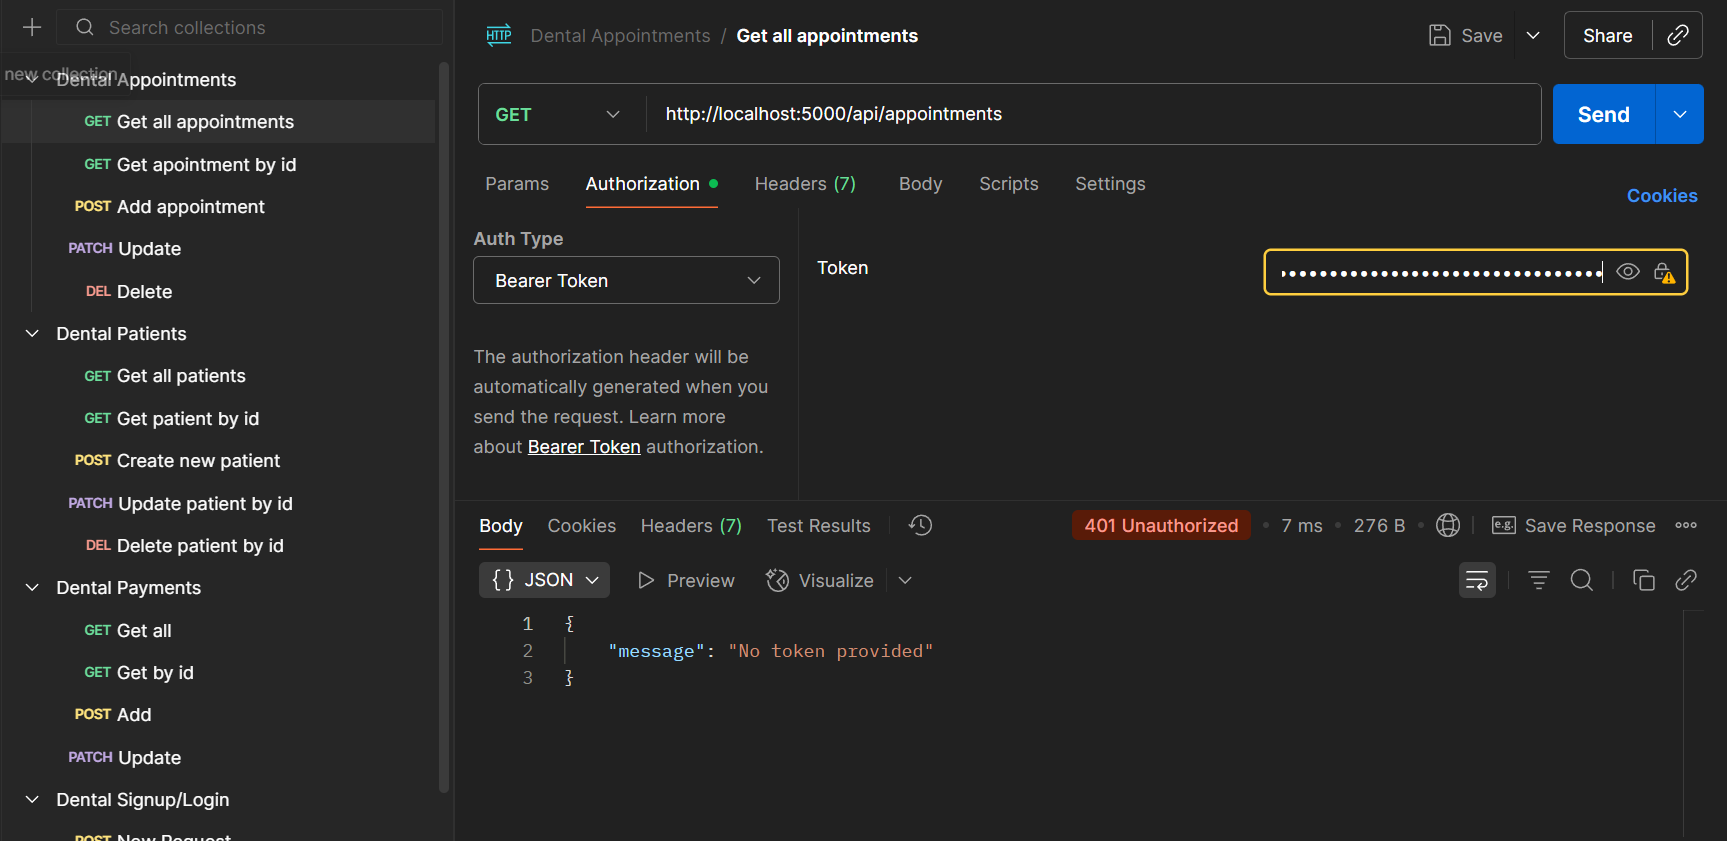 Search collections
new collection
Dental Appointments
GET Get all appointments
GET Get apointment by id
POST Add appointment
PATCH Update
DEL Delete
Dental Patients
GET Get all patients
GET Get patient by id
POST Create new patient
PATCH Update patient by id
DEL Delete patient by id
Dental Payments
GET Get all
GET Get by id
POST Add
PATCH Update
Dental Signup/Login
POST New Request
HTTP Dental Appointments / Get all appointments
Save
Share
GET http://localhost:5000/api/appointments
Send
Params Authorization Headers (7) Body Scripts Settings
Cookies
Auth Type
Bearer Token
The authorization header will be
automatically generated when you
send the request. Learn more
about Bearer Token authorization.
Token
Body Cookies Headers (7) Test Results
401 Unauthorized • 7 ms • 276 B • e.g. Save Response
{} JSON Preview Visualize
1 {
2 "message": "No token provided"
3 }